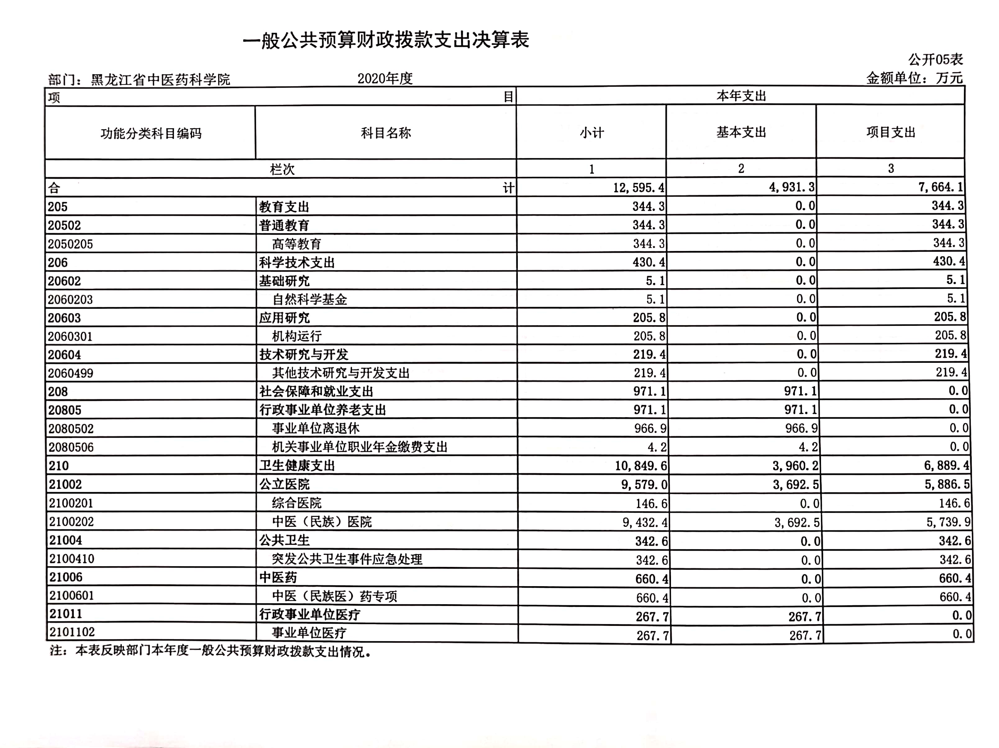 一般公共预算财政拨款支出决算表
公开05表
部门：黑龙江省中医药科学院 2020年度 金额单位：万元
项 目 本年支出
功能分类科目编码 科目名称 小计 基本支出 项目支出
栏次 1 2 3
合 计 12,595.4 4,931.3 7,664.1
205 教育支出 344.3 0.0 344.3
20502 普通教育 344.3 0.0 344.3
2050205 高等教育 344.3 0.0 344.3
206 科学技术支出 430.4 0.0 430.4
20602 基础研究 5.1 0.0 5.1
2060203 自然科学基金 5.1 0.0 5.1
20603 应用研究 205.8 0.0 205.8
2060301 机构运行 205.8 0.0 205.8
20604 技术研究与开发 219.4 0.0 219.4
2060499 其他技术研究与开发支出 219.4 0.0 219.4
208 社会保障和就业支出 971.1 971.1 0.0
20805 行政事业单位养老支出 971.1 971.1 0.0
2080502 事业单位离退休 966.9 966.9 0.0
2080506 机关事业单位职业年金缴费支出 4.2 4.2 0.0
210 卫生健康支出 10,849.6 3,960.2 6,889.4
21002 公立医院 9,579.0 3,692.5 5,886.5
2100201 综合医院 146.6 0.0 146.6
2100202 中医（民族）医院 9,432.4 3,692.5 5,739.9
21004 公共卫生 342.6 0.0 342.6
2100410 突发公共卫生事件应急处理 342.6 0.0 342.6
21006 中医药 660.4 0.0 660.4
2100601 中医（民族医）药专项 660.4 0.0 660.4
21011 行政事业单位医疗 267.7 267.7 0.0
2101102 事业单位医疗 267.7 267.7 0.0
注：本表反映部门本年度一般公共预算财政拨款支出情况。